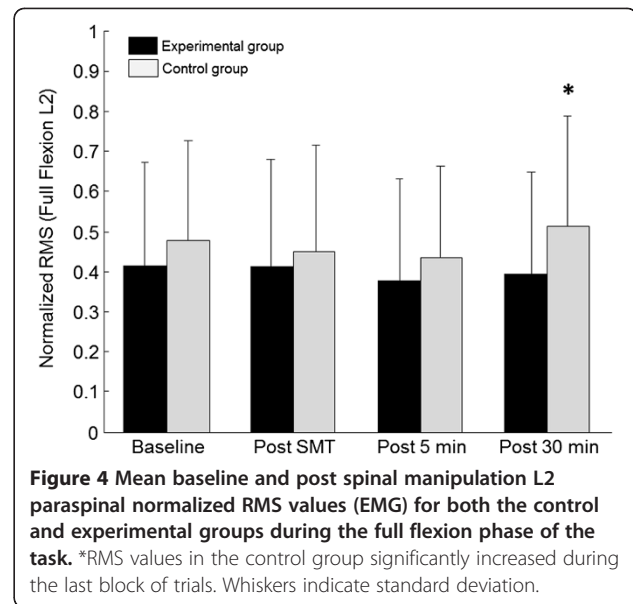 1
0.9
0.8
0.7
0.6
0.5
0.4
0.3
0.2
0.1
0
Normalized RMS (Full Flexion L2)
Experimental group
Control group
*
Baseline Post SMT Post 5 min Post 30 min
Figure 4 Mean baseline and post spinal manipulation L2
paraspinal normalized RMS values (EMG) for both the control
and experimental groups during the full flexion phase of the
task. *RMS values in the control group significantly increased during
the last block of trials. Whiskers indicate standard deviation.